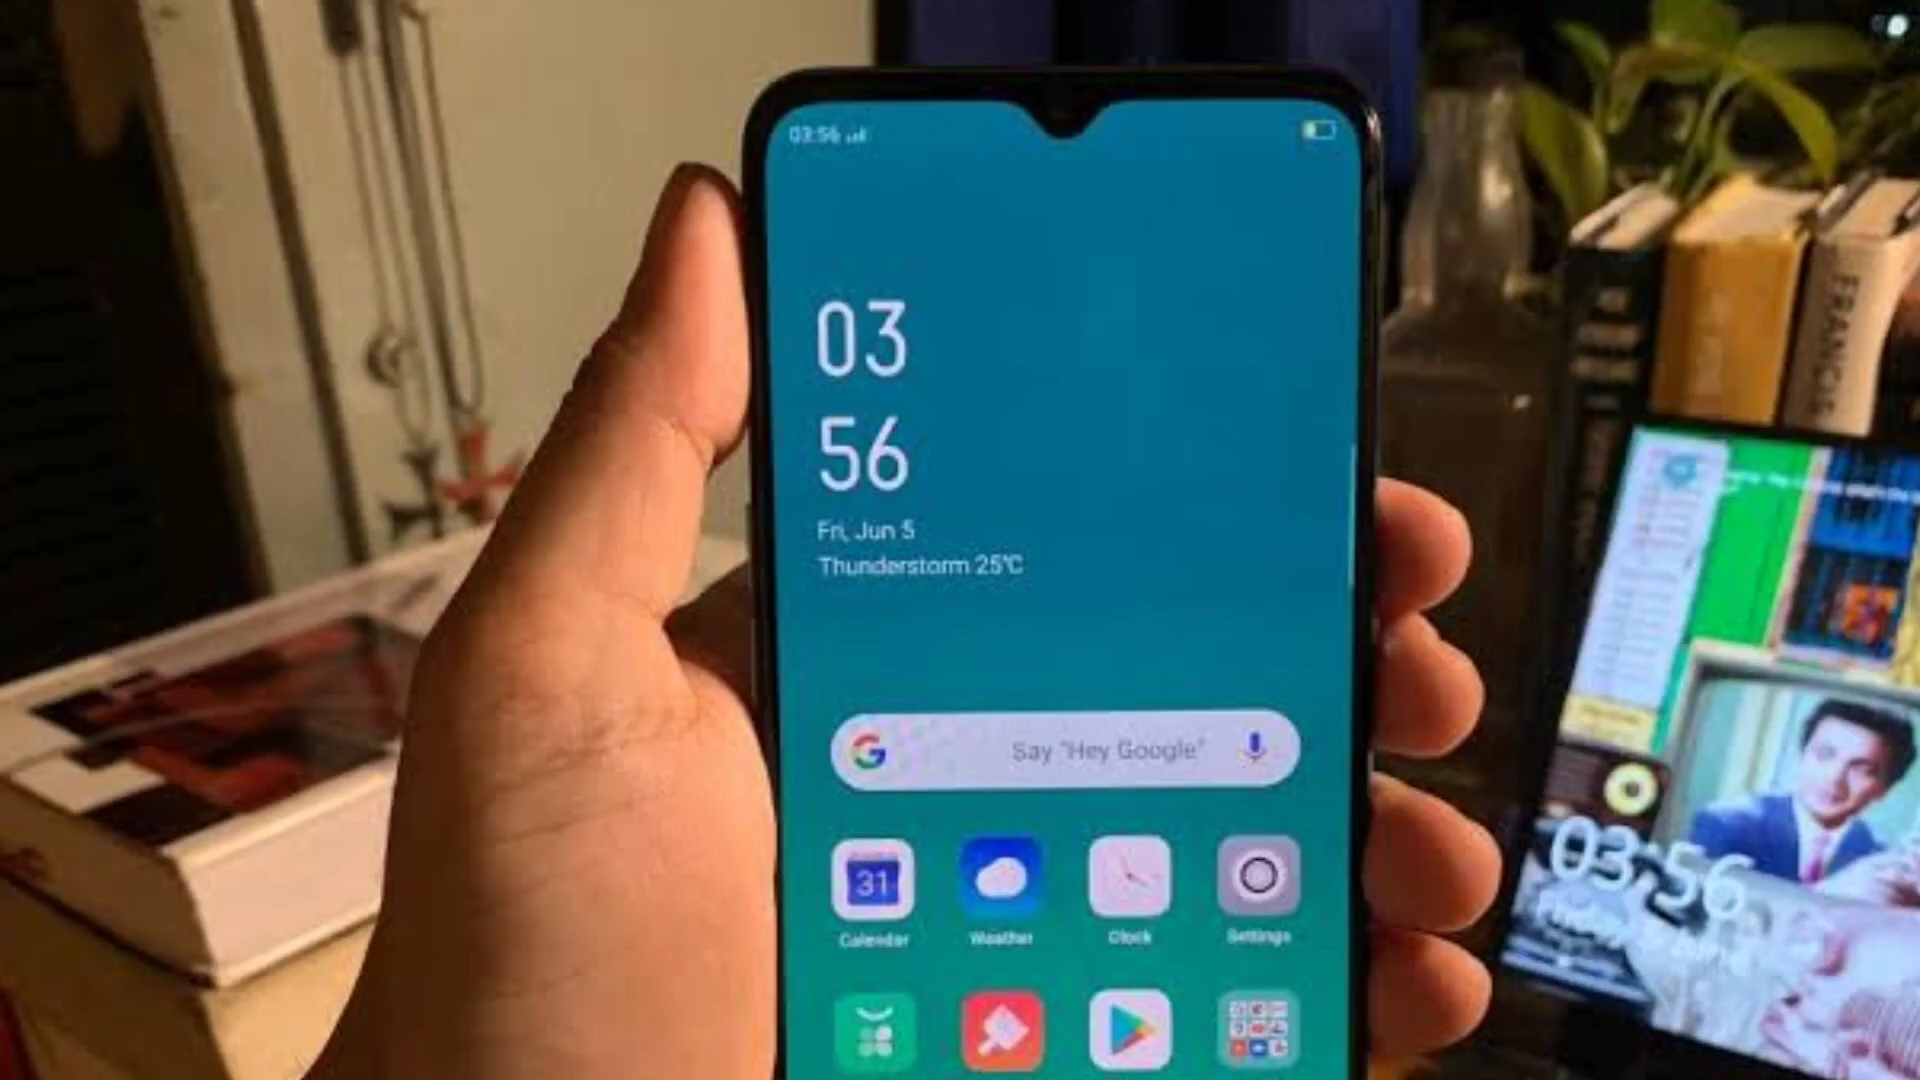 03:56
03
56
Fri, Jun 5
Thunderstorm 25°C
Say "Hey Google"
31
Calendar
Weather
Clock
Settings
FRANCIS
03:56